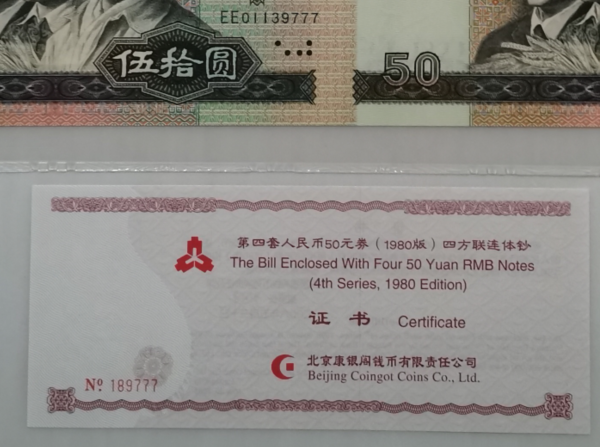 EE01139777
伍拾圆
50
第四套人民币50元券（1980版）四方联连体钞
The Bill Enclosed With Four 50 Yuan RMB Notes
(4th Series, 1980 Edition)
证书 Certificate
北京康银阁钱币有限责任公司
Beijing Coingot Coins Co., Ltd.
№ 189777